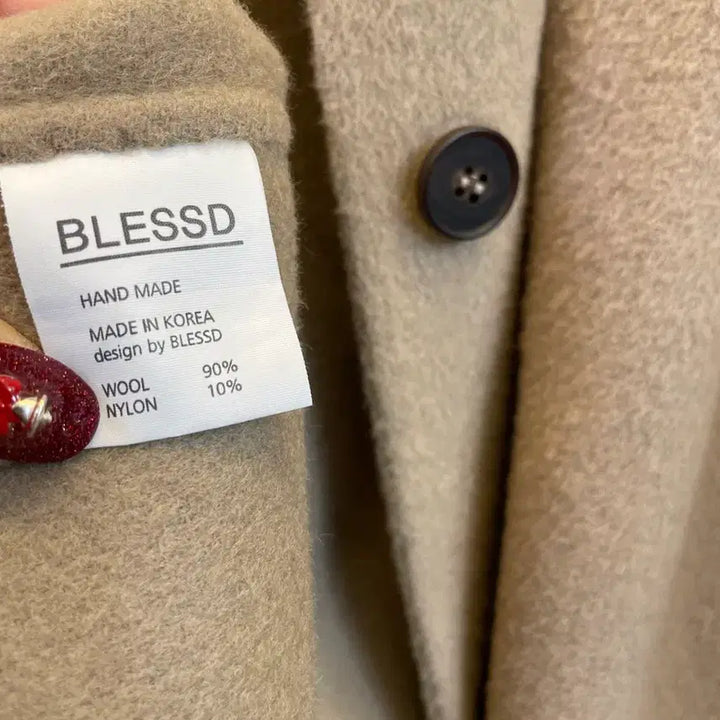 BLESSD
HAND MADE
MADE IN KOREA
design by BLESSD
WOOL 90%
NYLON 10%